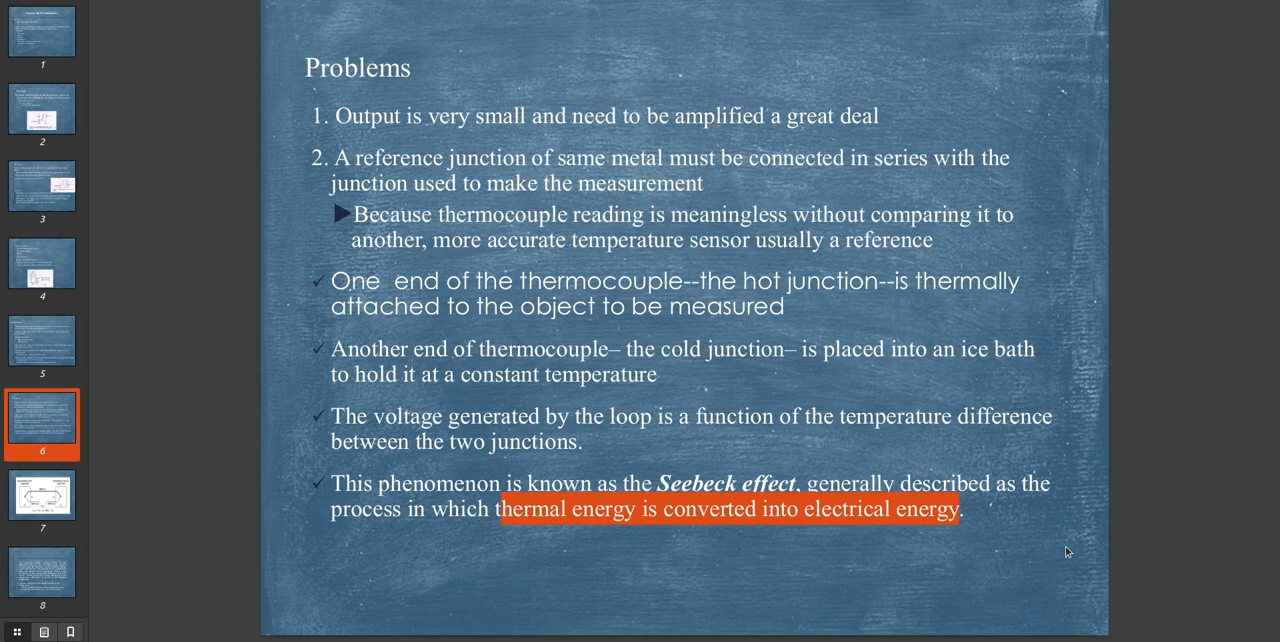 Problems
1. Output is very small and need to be amplified a great deal
2. A reference junction of same metal must be connected in series with the
junction used to make the measurement
Because thermocouple reading is meaningless without comparing it to
another, more accurate temperature sensor usually a reference
One end of the thermocouple--the hot junction--is thermally
attached to the object to be measured
Another end of thermocouple– the cold junction– is placed into an ice bath
to hold it at a constant temperature
The voltage generated by the loop is a function of the temperature difference
between the two junctions.
This phenomenon is known as the Seebeck effect, generally described as the
process in which thermal energy is converted into electrical energy.
1
2
3
4
5
6
7
8